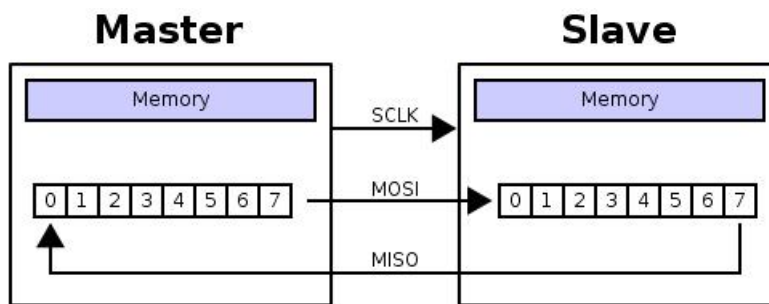 Master Slave
Memory Memory
SCLK
0 1 2 3 4 5 6 7 MOSI 0 1 2 3 4 5 6 7
MISO